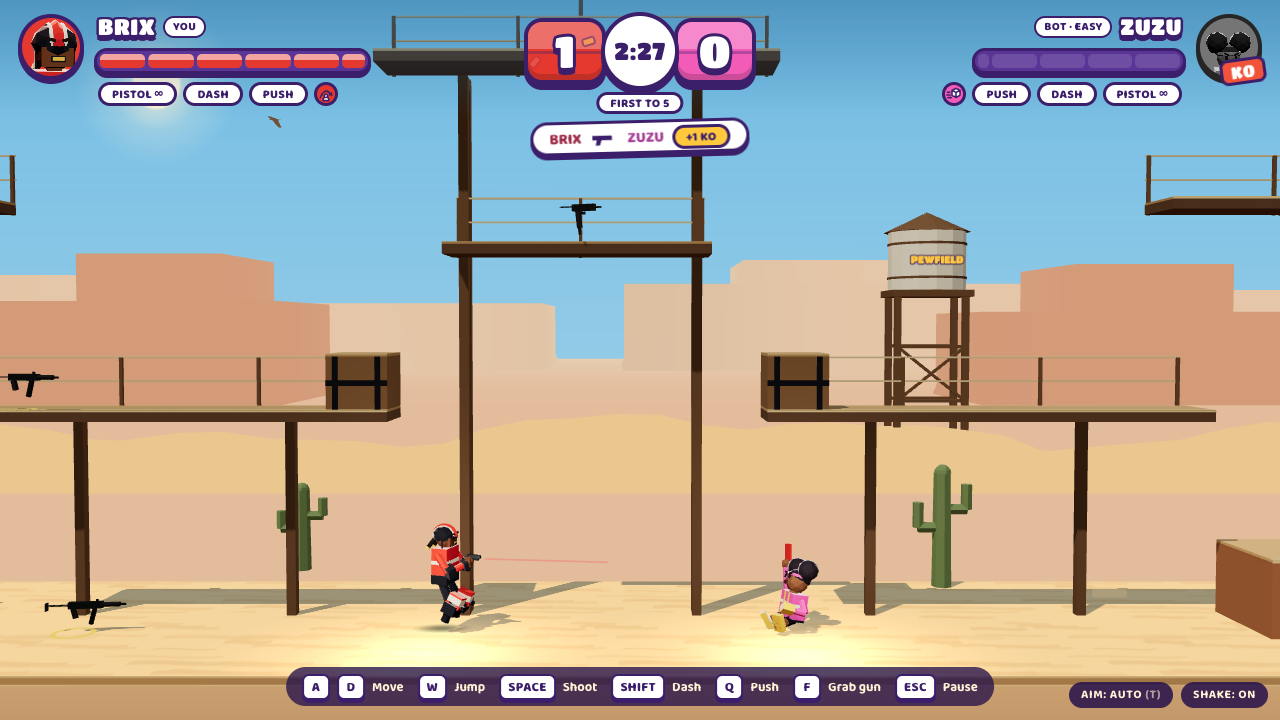 BRIX YOU
PISTOL ∞ DASH PUSH
1 2:27 0
FIRST TO 5
BRIX ZUZU +1 KO
BOT · EASY ZUZU
KO
PUSH DASH PISTOL ∞
PEWFIELD
A D Move W Jump SPACE Shoot SHIFT Dash Q Push F Grab gun ESC Pause
AIM: AUTO (T) SHAKE: ON